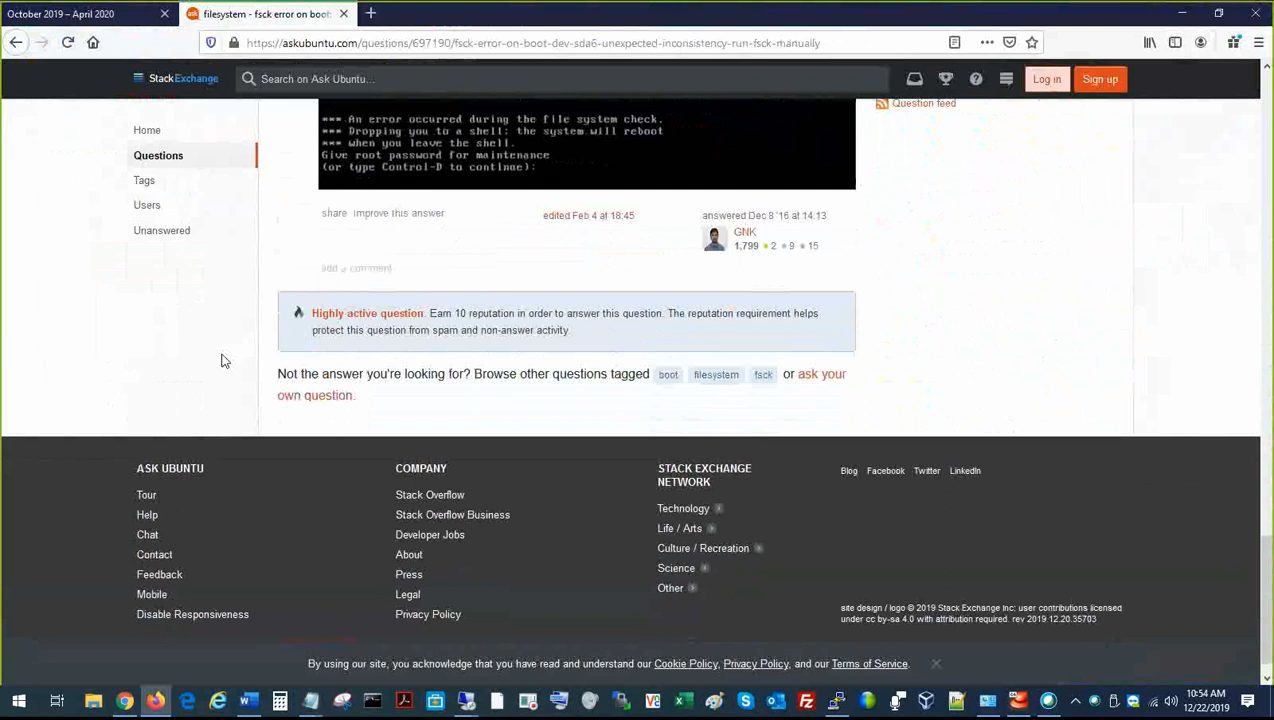 October 2019 – April 2020
filesystem - fsck error on boot:
https://askubuntu.com/questions/697190/fsck-error-on-boot-dev-sda6-unexpected-inconsistency-run-fsck-manually
StackExchange
Search on Ask Ubuntu...
Log in
Sign up
Question feed
Home
Questions
Tags
Users
Unanswered
*** An error occurred during the file system check.
*** Dropping you to a shell; the system will reboot
*** when you leave the shell.
Give root password for maintenance
(or type Control-D to continue):
share improve this answer
edited Feb 4 at 18:45
answered Dec 8 '16 at 14:13
GNK
1,799 2 9 15
add a comment
Highly active question. Earn 10 reputation in order to answer this question. The reputation requirement helps
protect this question from spam and non-answer activity.
Not the answer you're looking for? Browse other questions tagged boot filesystem fsck or ask your
own question.
ASK UBUNTU
Tour
Help
Chat
Contact
Feedback
Mobile
Disable Responsiveness
COMPANY
Stack Overflow
Stack Overflow Business
Developer Jobs
About
Press
Legal
Privacy Policy
STACK EXCHANGE
NETWORK
Technology
Life / Arts
Culture / Recreation
Science
Other
Blog Facebook Twitter LinkedIn
site design / logo © 2019 Stack Exchange Inc; user contributions licensed
under cc by-sa 4.0 with attribution required. rev 2019.12.20.35703
By using our site, you acknowledge that you have read and understand our Cookie Policy, Privacy Policy, and our Terms of Service.
10:54 AM
12/22/2019